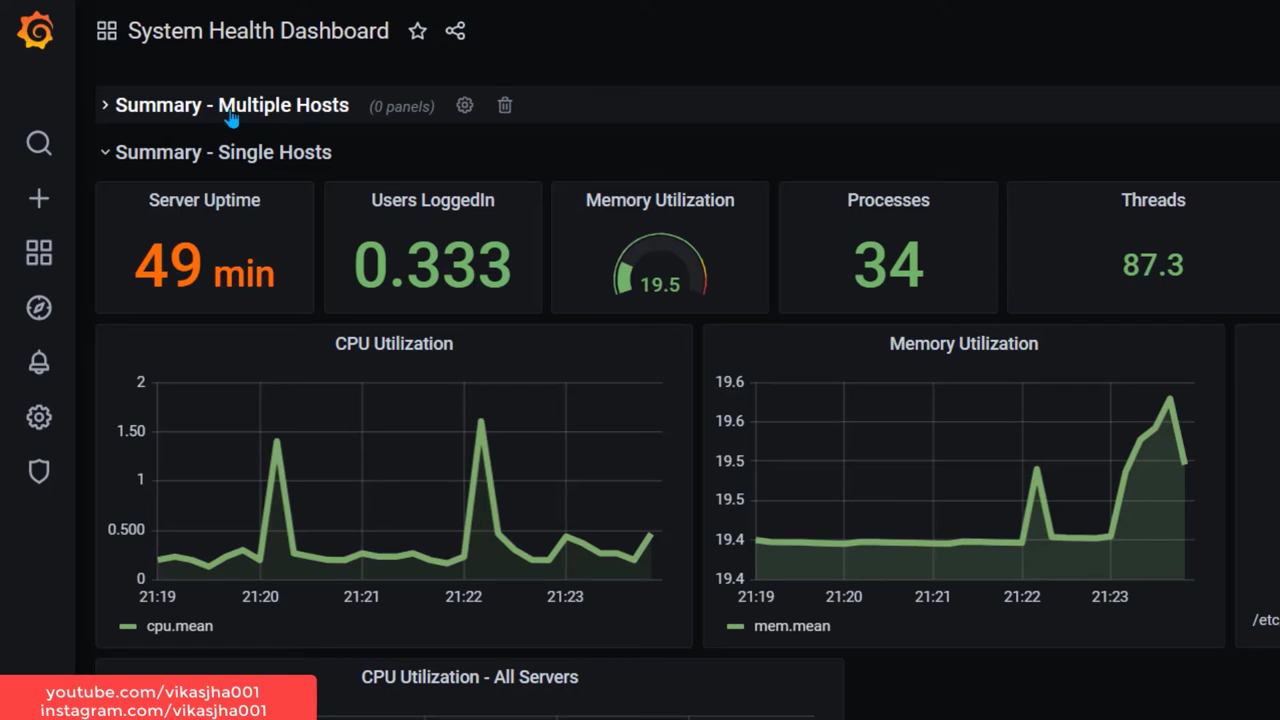 System Health Dashboard
Summary - Multiple Hosts (0 panels)
Summary - Single Hosts
Server Uptime
49 min
Users LoggedIn
0.333
Memory Utilization
19.5
Processes
34
Threads
87.3
CPU Utilization
2
1.50
1
0.500
0
21:19 21:20 21:21 21:22 21:23
cpu.mean
Memory Utilization
19.6
19.6
19.5
19.5
19.4
19.4
21:19 21:20 21:21 21:22 21:23
mem.mean
/etc
CPU Utilization - All Servers
youtube.com/vikasjha001
instagram.com/vikasjha001